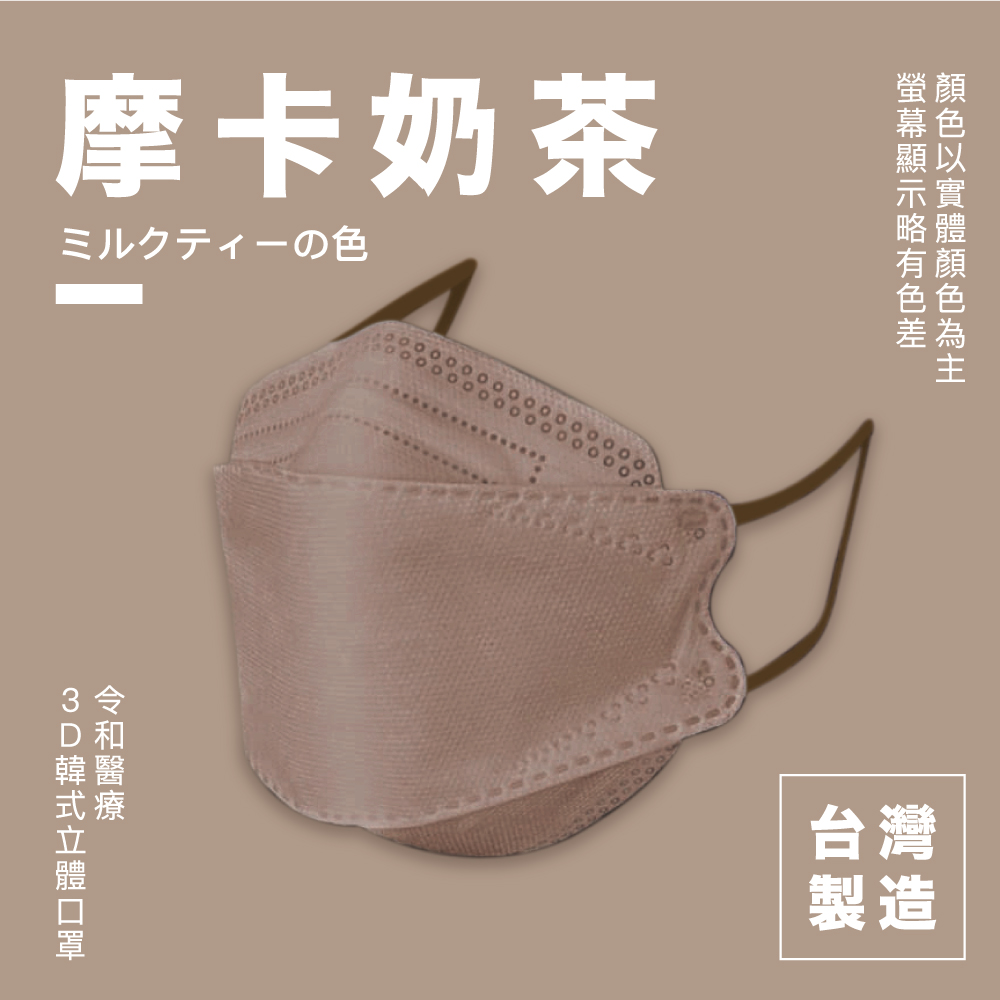 摩卡奶茶
ミルクティーの色
顏色以實體顏色為主
螢幕顯示略有色差
令和醫療
3D韓式立體口罩
台灣
製造